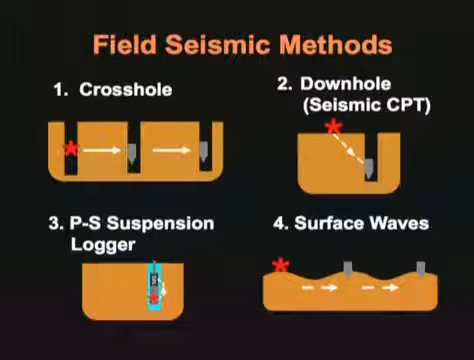 Field Seismic Methods
1. Crosshole
2. Downhole
(Seismic CPT)
3. P-S Suspension
Logger
4. Surface Waves